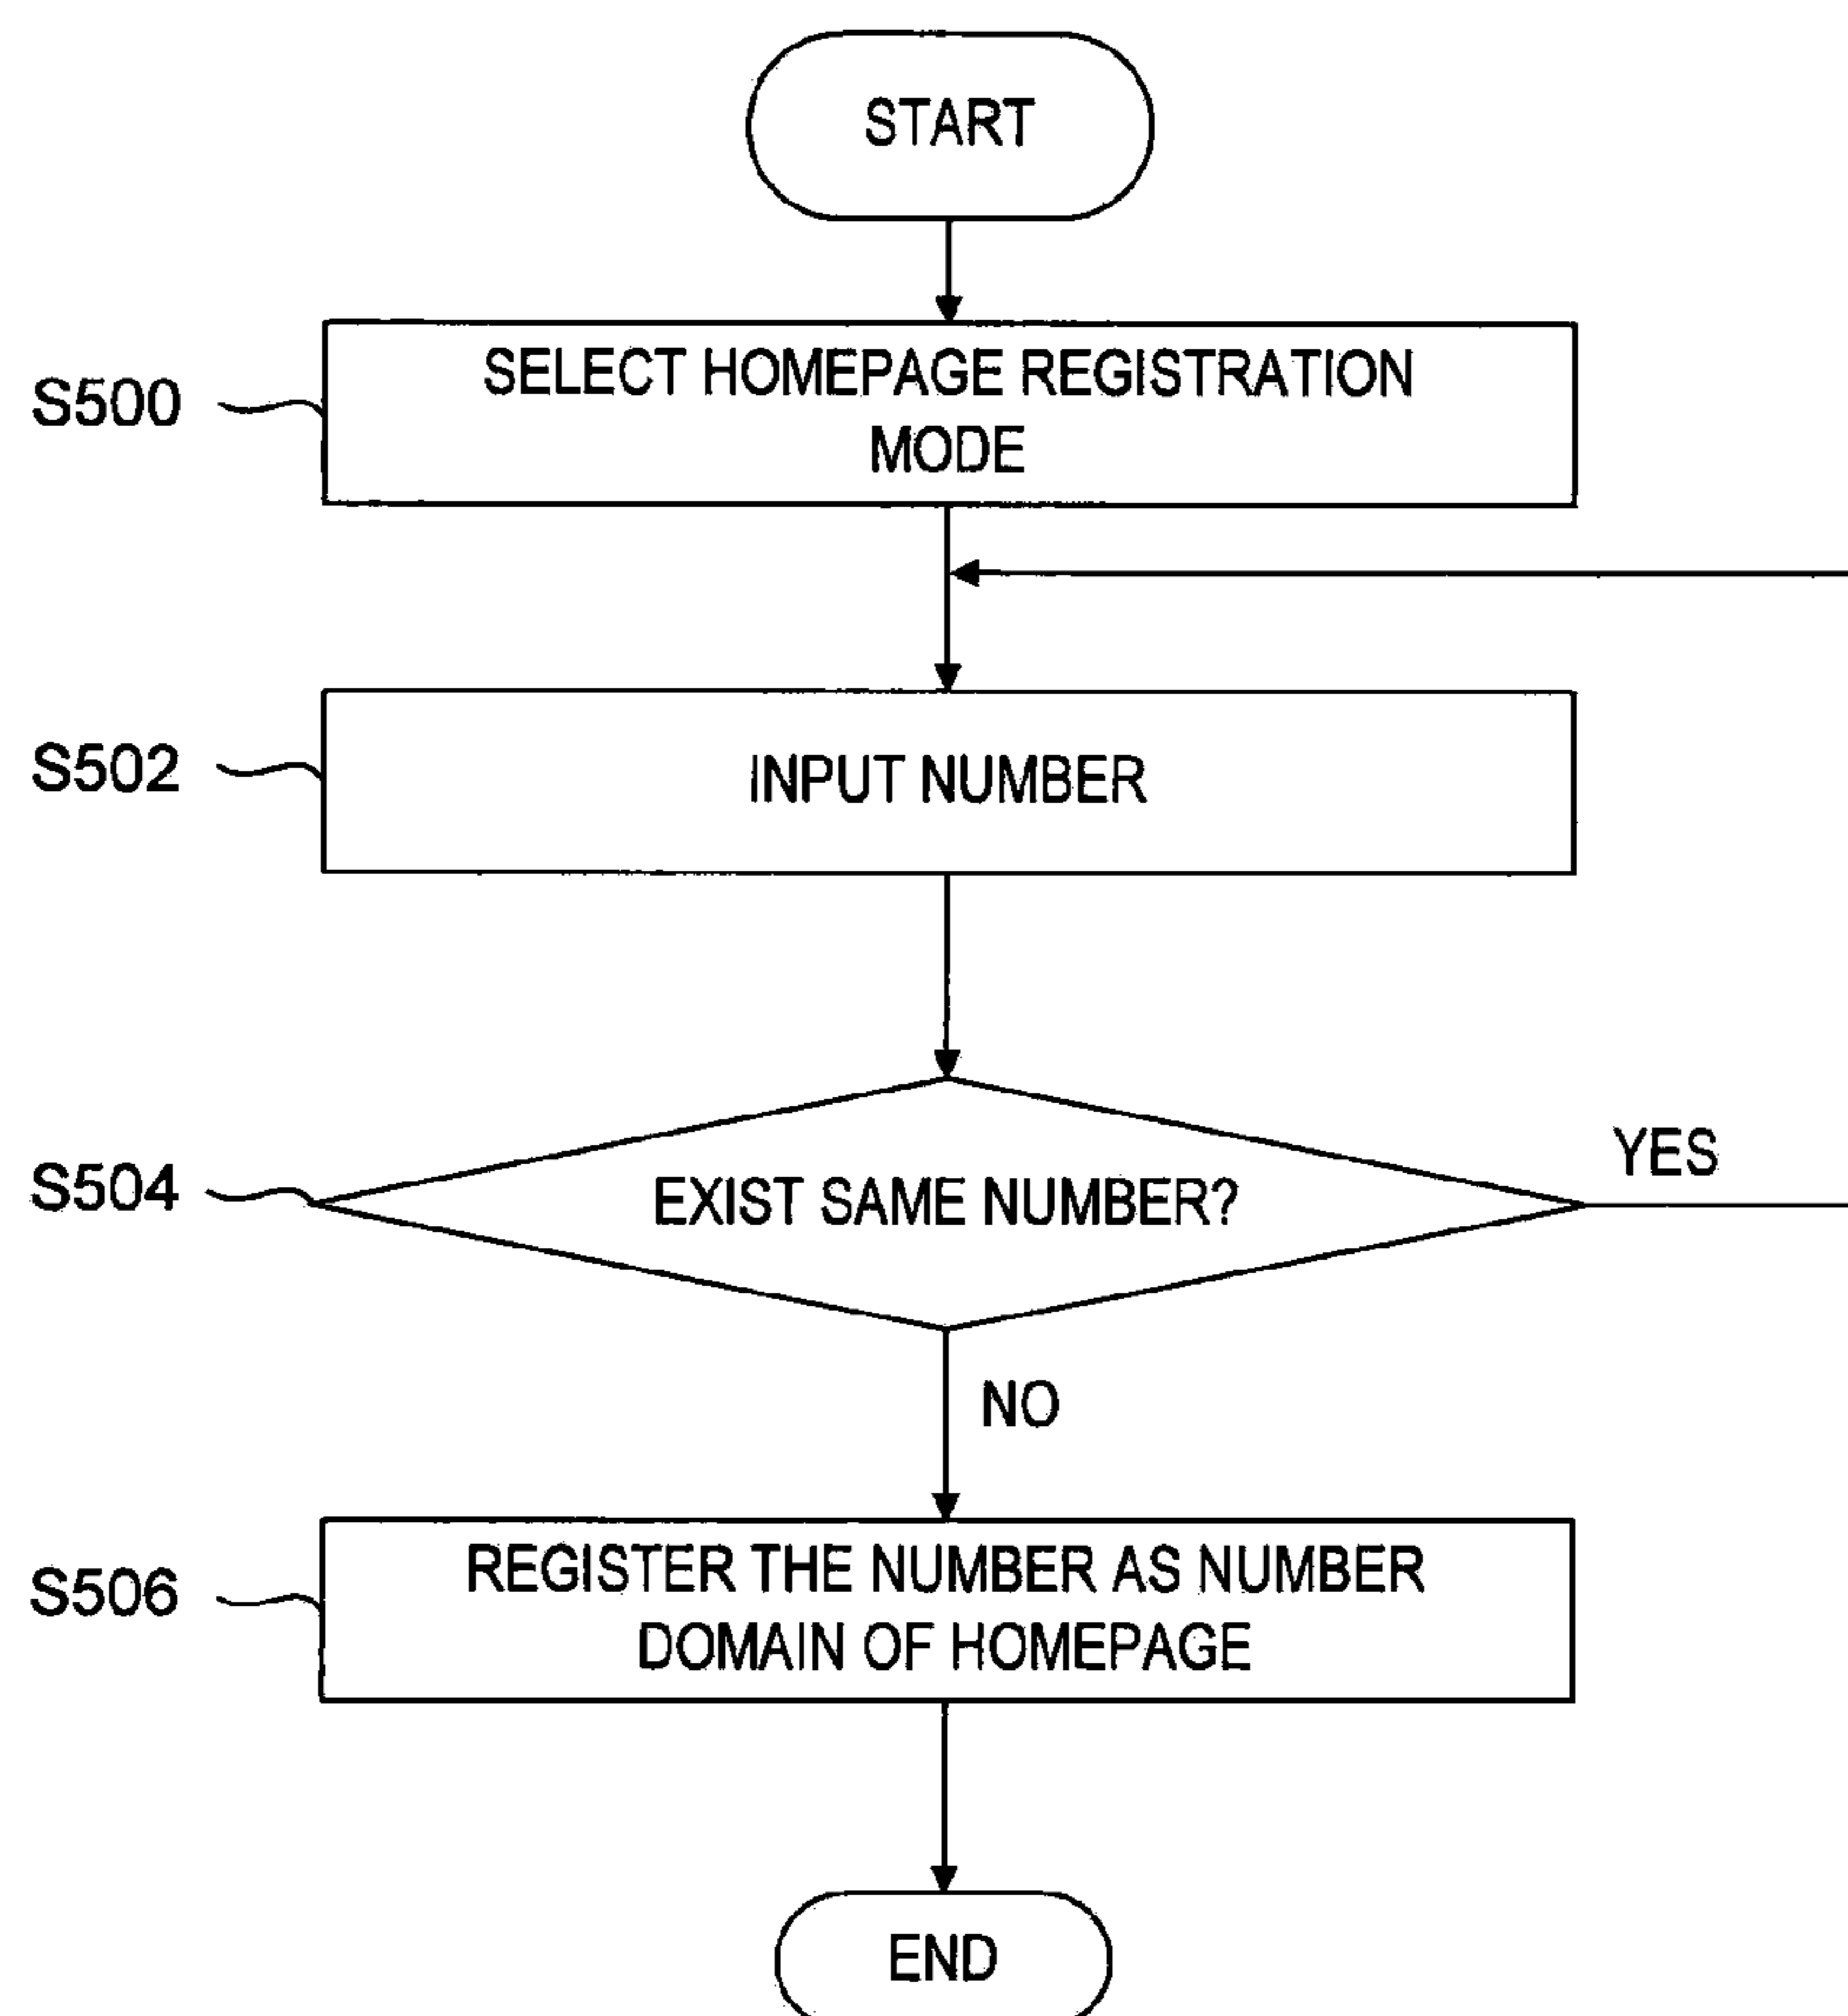 START
S500
SELECT HOMEPAGE REGISTRATION
MODE
S502
INPUT NUMBER
S504
EXIST SAME NUMBER?
YES
NO
S506
REGISTER THE NUMBER AS NUMBER
DOMAIN OF HOMEPAGE
END